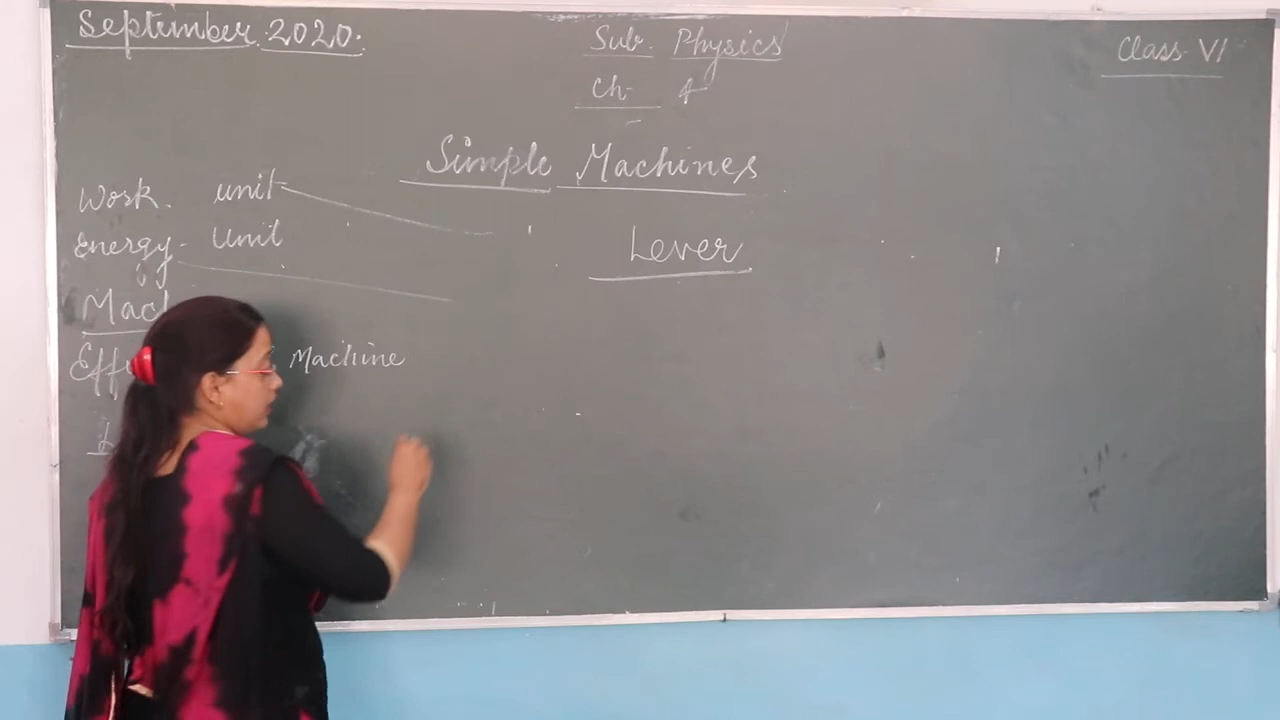 September 2020.
Sub. Physics
Class VI
Ch- 4
Simple Machines
Work. unit
Energy- Unit
Lever
Machine